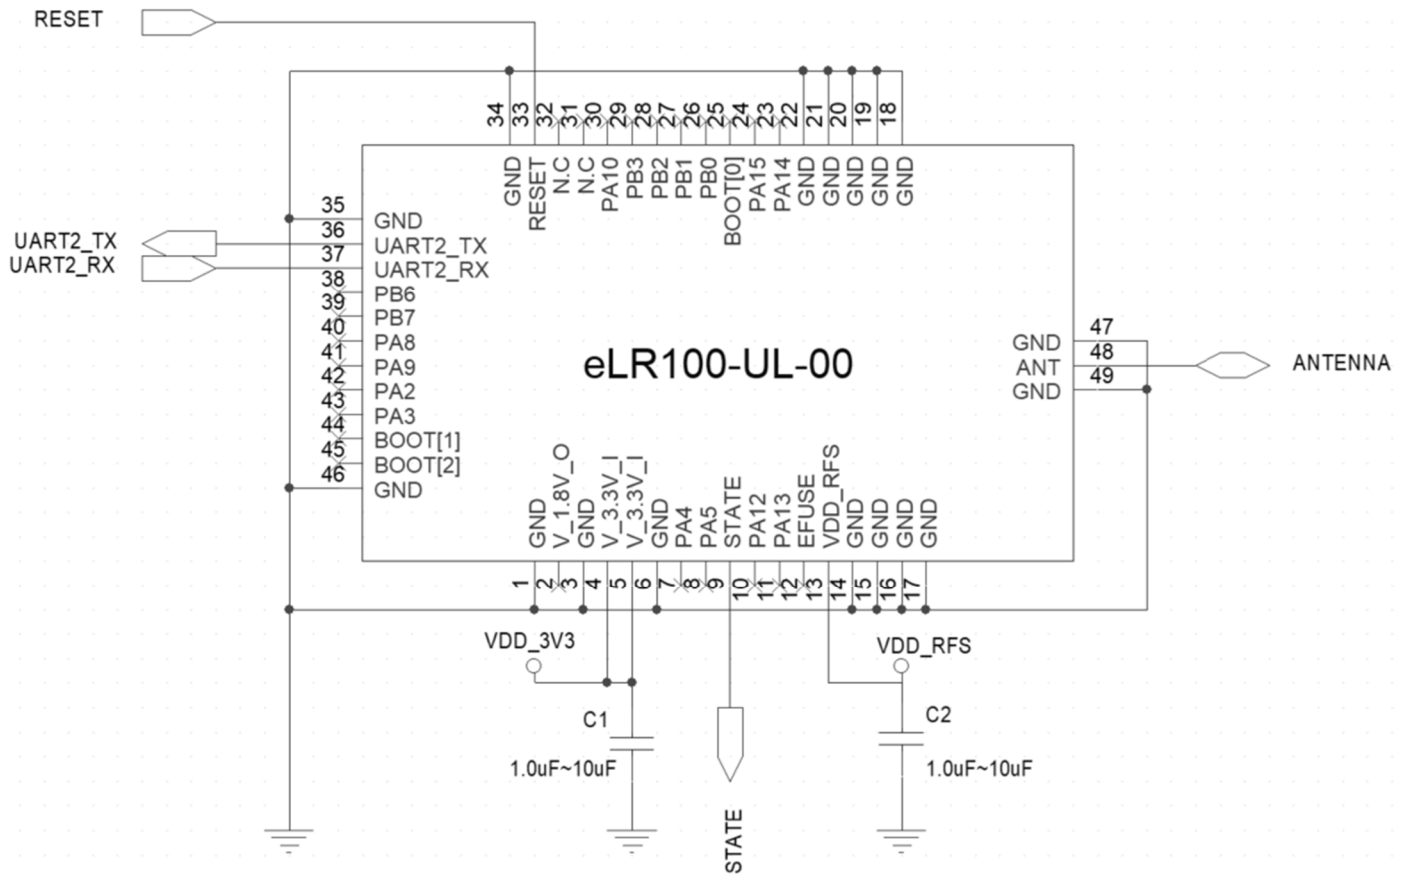 RESET
34 33 32 31 30 29 28 27 26 25 24 23 22 21 20 19 18
GND RESET N.C N.C PA10 PB3 PB2 PB1 PB0 BOOT[0] PA15 PA14 GND GND GND GND GND
35 GND
UART2_TX 36 UART2_TX
UART2_RX 37 UART2_RX
38 PB6
39 PB7
40 PA8
41 PA9
42 PA2
43 PA3
44 BOOT[1]
45 BOOT[2]
46 GND
eLR100-UL-00
GND 47
ANT 48 ANTENNA
GND 49
GND V_1.8V_O GND V_3.3V_I V_3.3V_I GND PA4 PA5 STATE PA12 PA13 EFUSE VDD_RFS GND GND GND GND
1 2 3 4 5 6 7 8 9 10 11 12 13 14 15 16 17
VDD_3V3
VDD_RFS
C1
1.0uF~10uF
C2
1.0uF~10uF
STATE